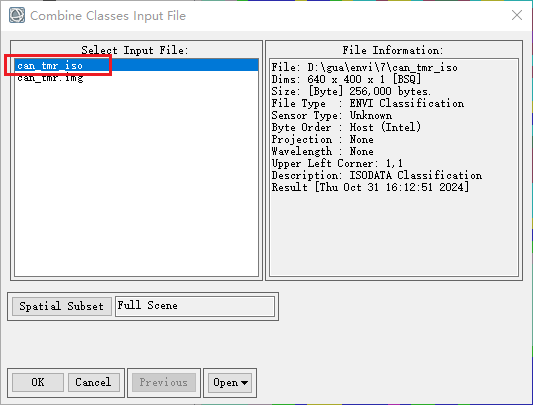 Combine Classes Input File
Select Input File:
can_tmr_iso
can_tmr.img
File Information:
File: D:\gua\envi\7\can_tmr_iso
Dims: 640 x 400 x 1 [BSQ]
Size: [Byte] 256,000 bytes.
File Type : ENVI Classification
Sensor Type: Unknown
Byte Order : Host (Intel)
Projection : None
Wavelength : None
Upper Left Corner: 1,1
Description: ISODATA Classification
Result [Thu Oct 31 16:12:51 2024]
Spatial Subset Full Scene
OK Cancel Previous Open